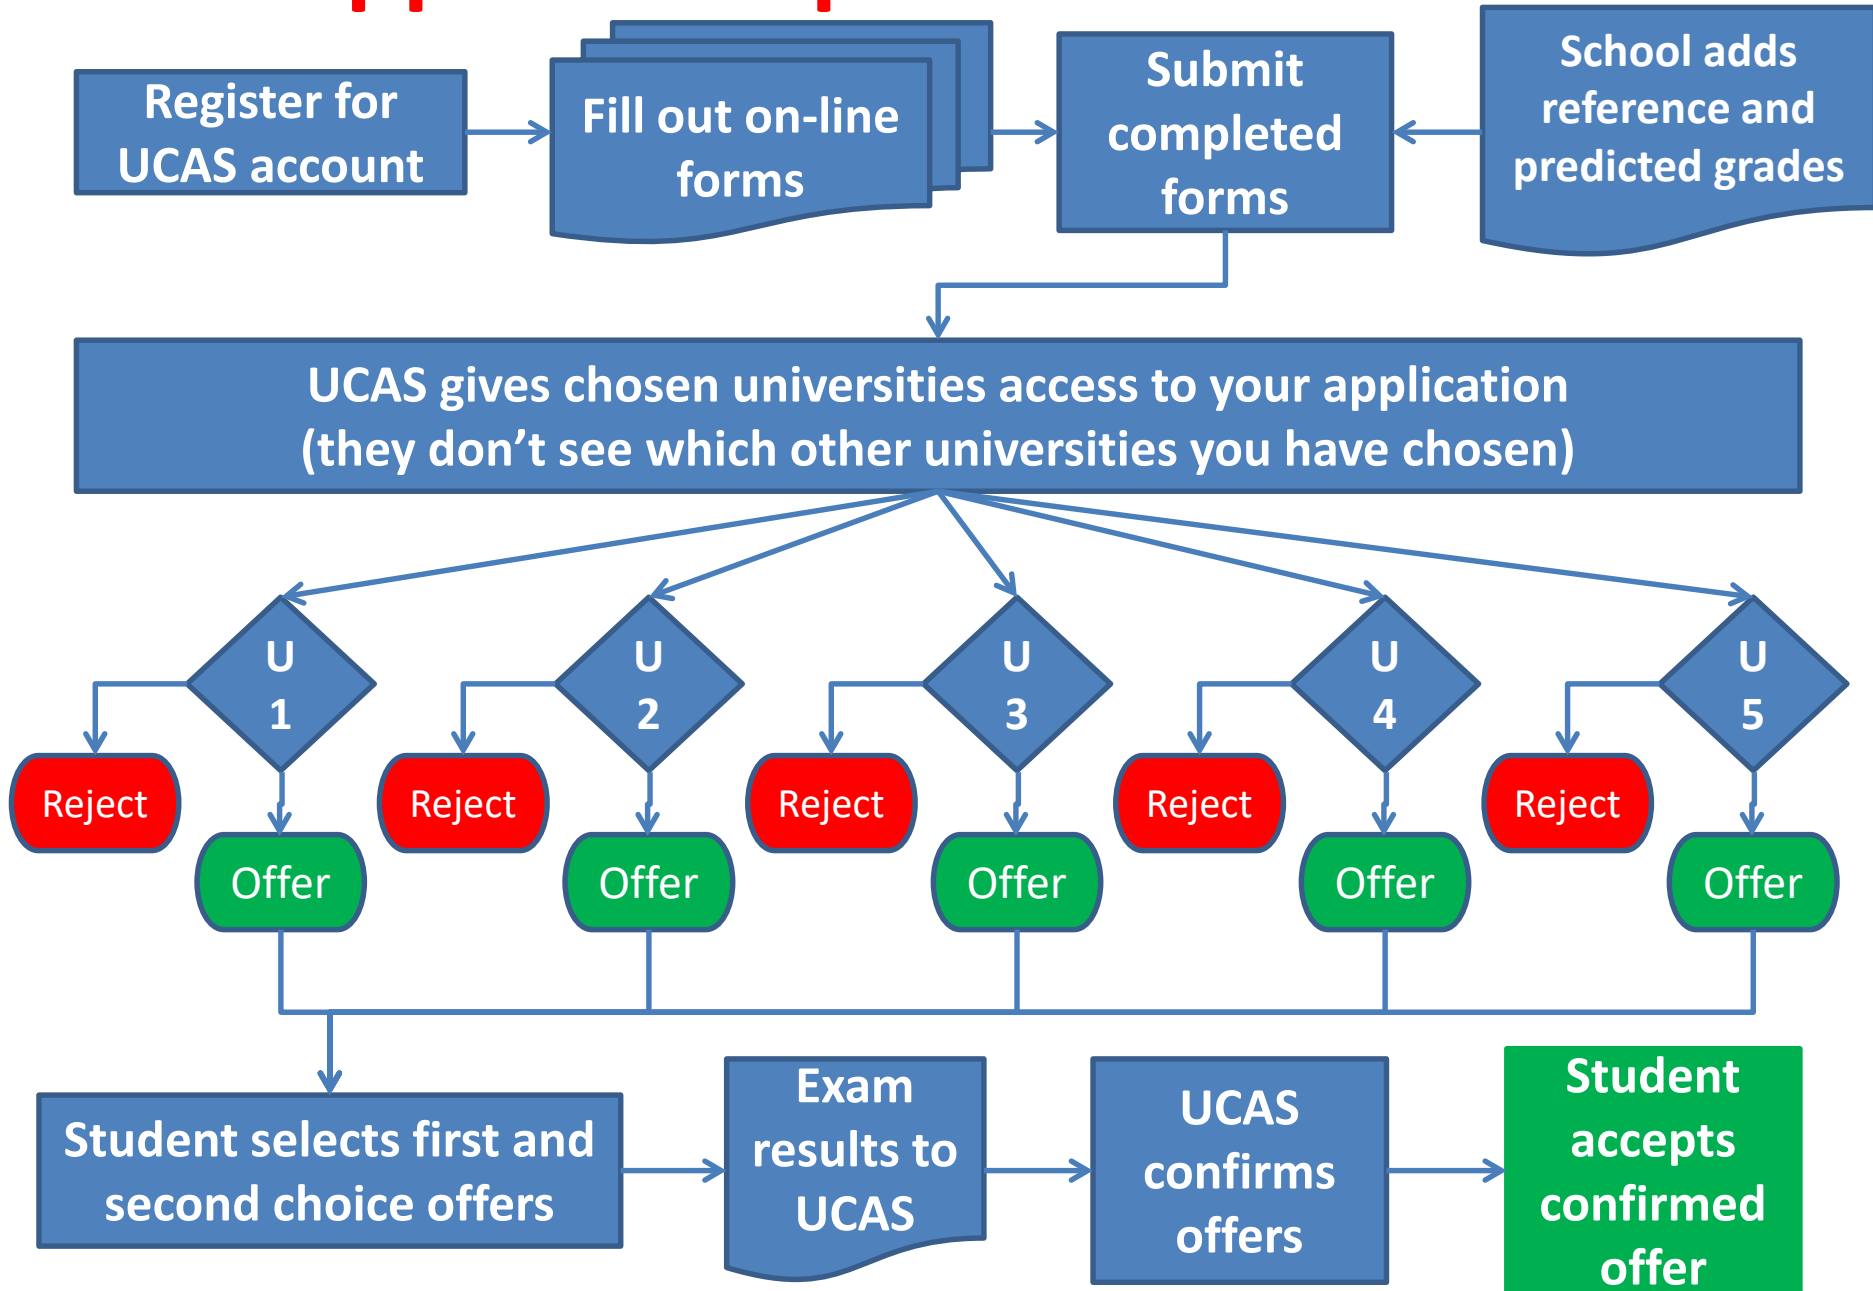 Register for
UCAS account
Fill out on-line
forms
Submit
completed
forms
School adds
reference and
predicted grades
UCAS gives chosen universities access to your application
(they don’t see which other universities you have chosen)
U
1
U
2
U
3
U
4
U
5
Reject
Reject
Reject
Reject
Reject
Offer
Offer
Offer
Offer
Offer
Student selects first and
second choice offers
Exam
results to
UCAS
UCAS
confirms
offers
Student
accepts
confirmed
offer